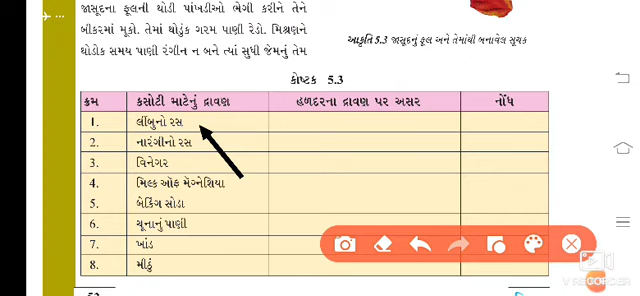 જાસૂદના ફૂલની થોડી પાંખડીઓ ભેગી કરીને તેને
બીકરમાં મૂકો. તેમાં થોડુંક ગરમ પાણી રેડો. મિશ્રણને
થોડોક સમય પાણી રંગીન ન બને ત્યાં સુધી જેમનું તેમ
આકૃતિ 5.3 જાસૂદનું ફૂલ અને તેમાંથી બનાવેલ સૂચક
કોષ્ટક 5.3
ક્રમ કસોટી માટેનું દ્રાવણ હળદરના દ્રાવણ પર અસર નોંધ
1. લીંબુનો રસ
2. નારંગીનો રસ
3. વિનેગર
4. મિલ્ક ઑફ મૅગ્નેશિયા
5. બેકિંગ સોડા
6. ચૂનાનું પાણી
7. ખાંડ
8. મીઠું
52
V RECORDER